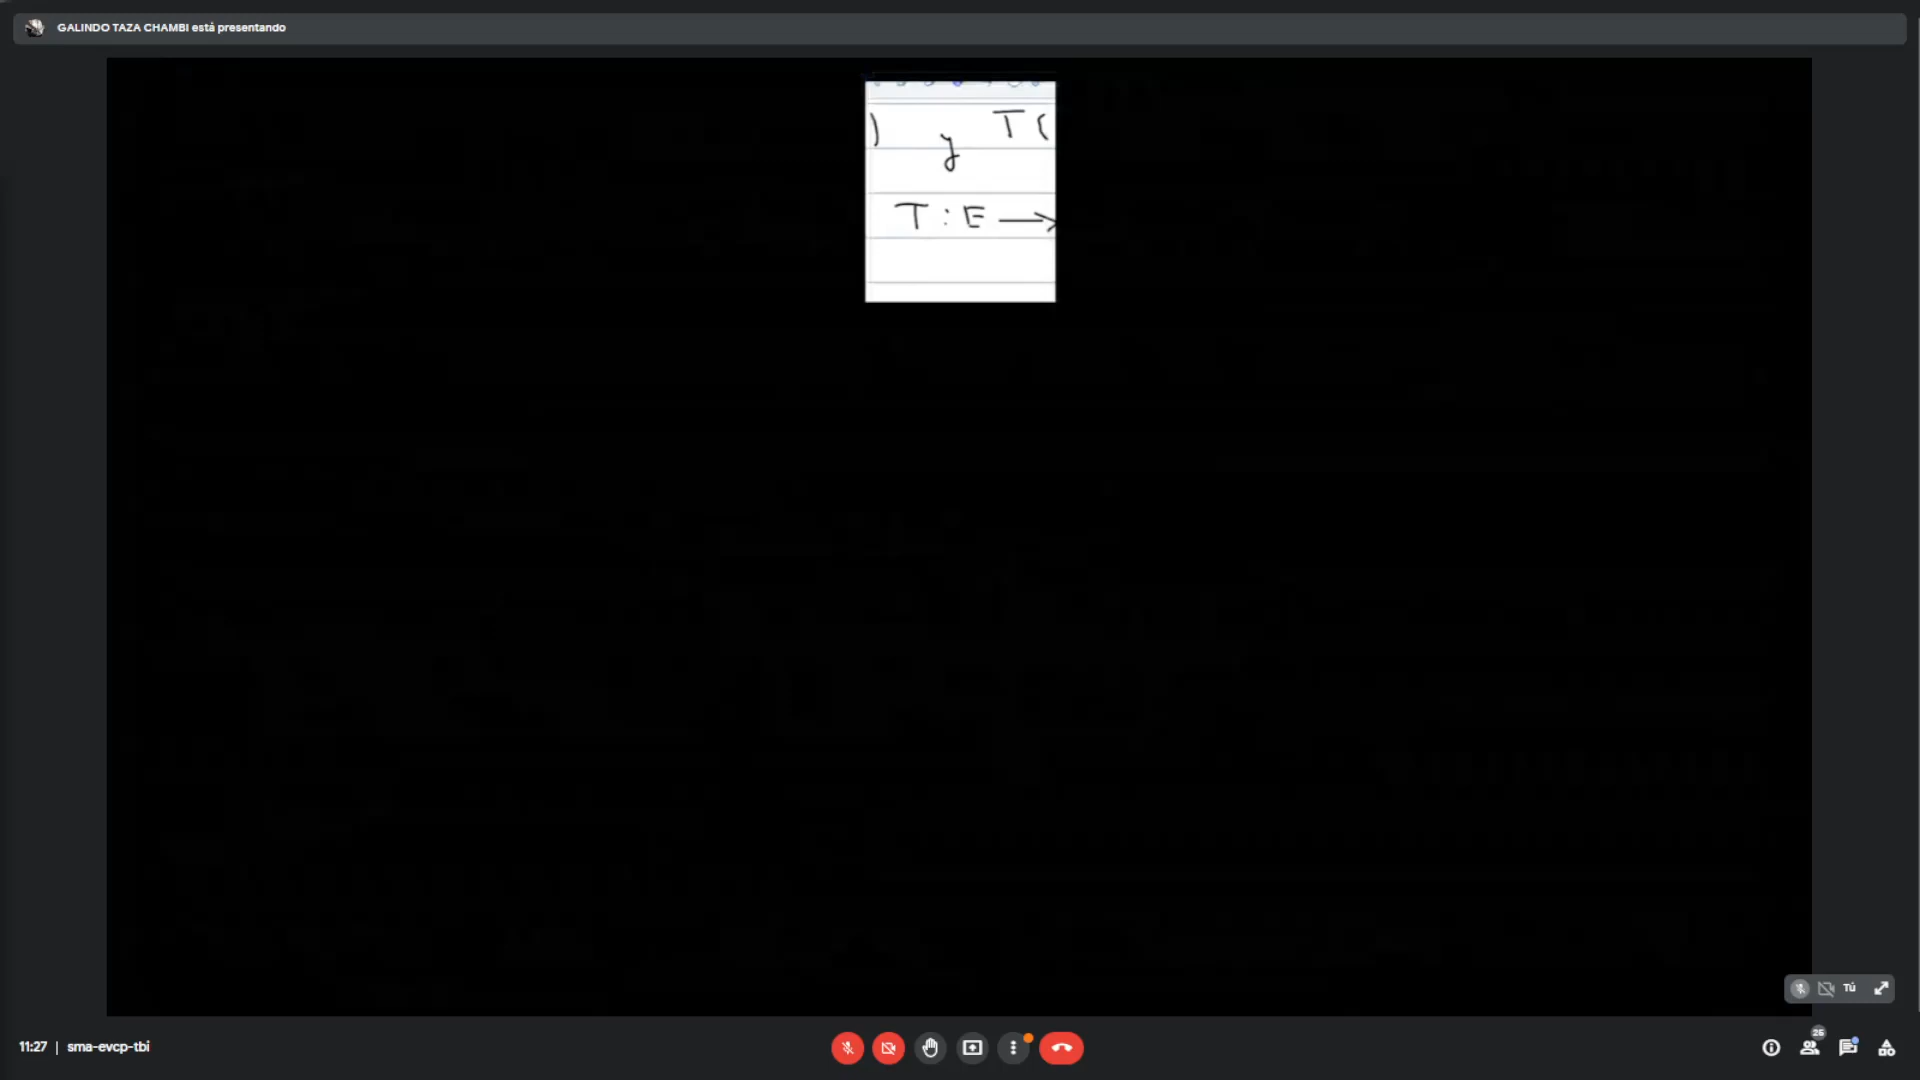 GALINDO TAZA CHAMBI está presentando
) y T(
T : E →
Tú
11:27 | sma-evcp-tbi
25